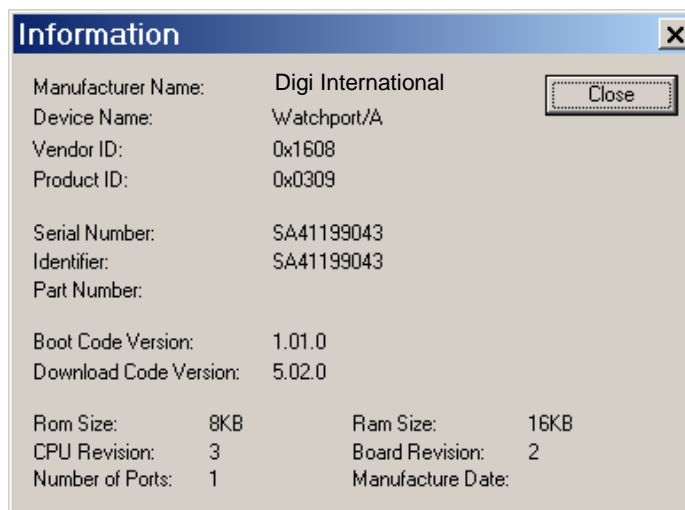 Information
Manufacturer Name: Digi International Close
Device Name: Watchport/A
Vendor ID: 0x1608
Product ID: 0x0309
Serial Number: SA41199043
Identifier: SA41199043
Part Number:
Boot Code Version: 1.01.0
Download Code Version: 5.02.0
Rom Size: 8KB Ram Size: 16KB
CPU Revision: 3 Board Revision: 2
Number of Ports: 1 Manufacture Date: